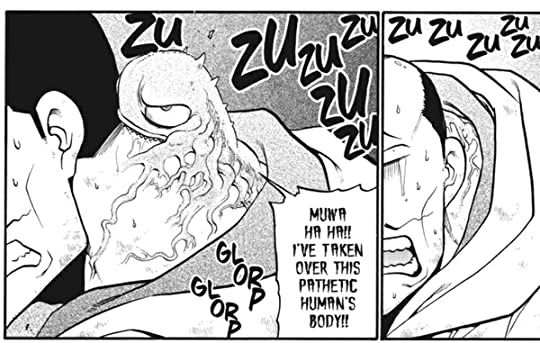 ZU
ZU
ZU
ZU
ZU
ZU
MUWA
HA HA!!
I'VE TAKEN
OVER THIS
PATHETIC
HUMAN'S
BODY!!
GLORP
GLORP
ZU
ZU
ZU
ZU
ZU